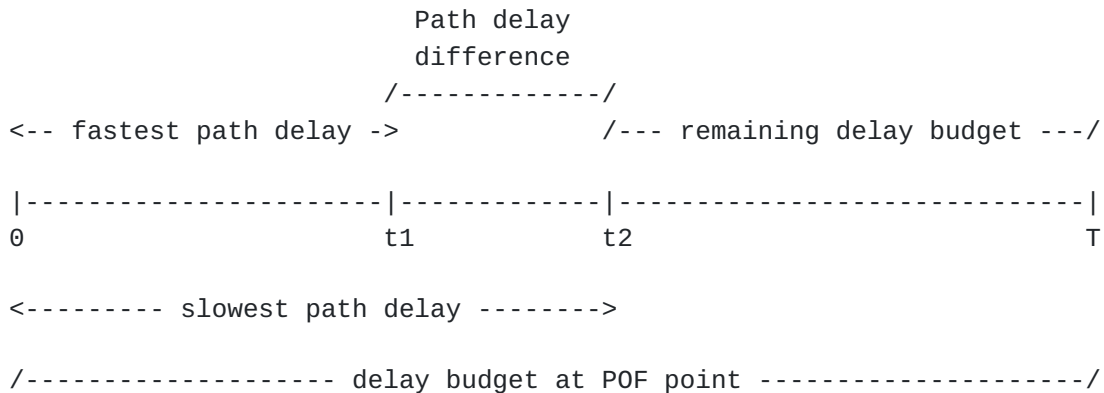 Path delay
                          difference
                        /-------------/
<-- fastest path delay ->             /--- remaining delay budget ---/
|-----------------------|-------------|------------------------------|
0                       t1            t2                             T
<--------- slowest path delay -------->
/-------------------- delay budget at POF point ---------------------/